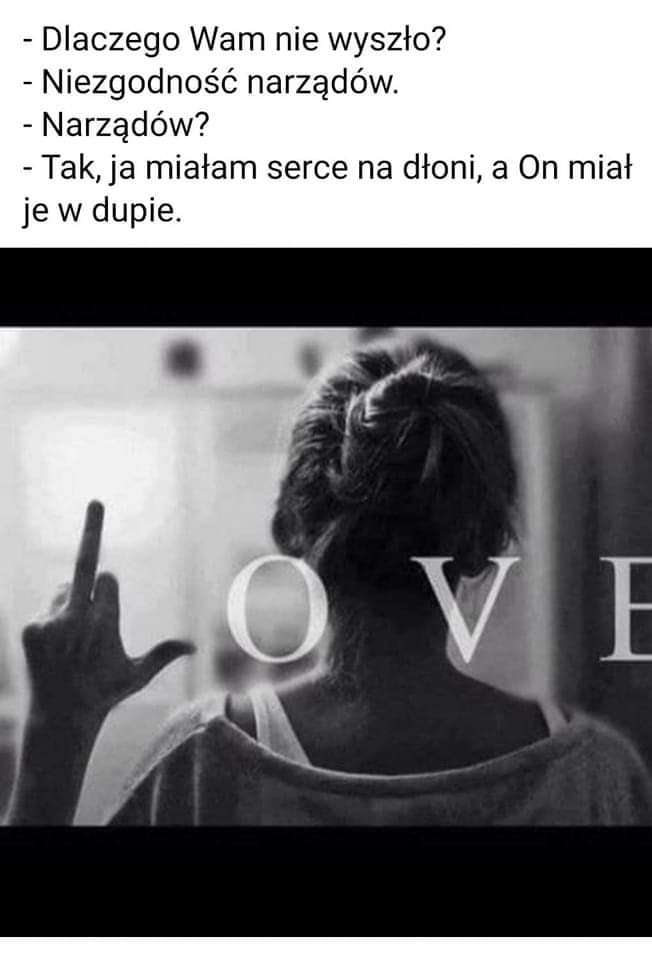 - Dlaczego Wam nie wyszło?
- Niezgodność narządów.
- Narządów?
- Tak, ja miałam serce na dłoni, a On miał
je w dupie.
OVE